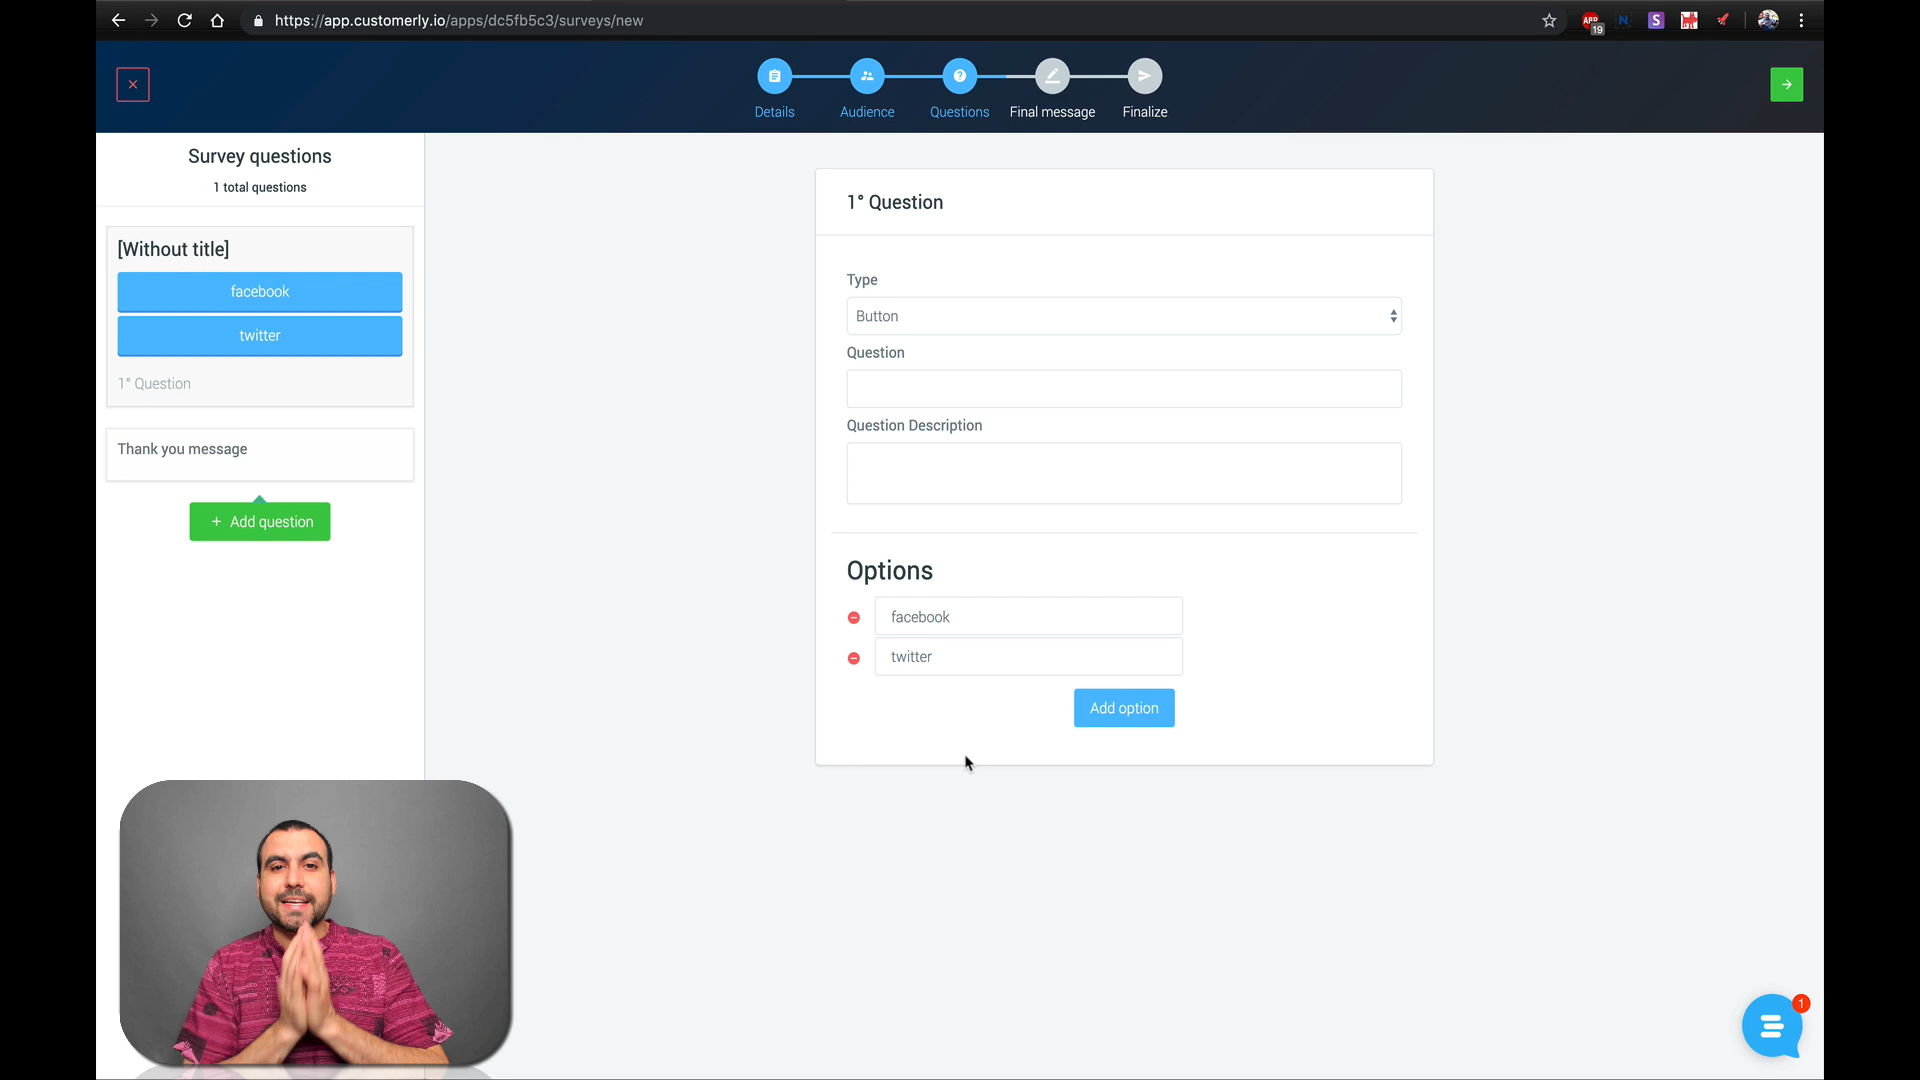 https://app.customerly.io/apps/dc5fb5c3/surveys/new
ABP
19
N
S
Details
Audience
Questions
Final message
Finalize
Survey questions
1 total questions
[Without title]
facebook
twitter
1° Question
Thank you message
+ Add question
1° Question
Type
Button
Question
Question Description
Options
facebook
twitter
Add option
1